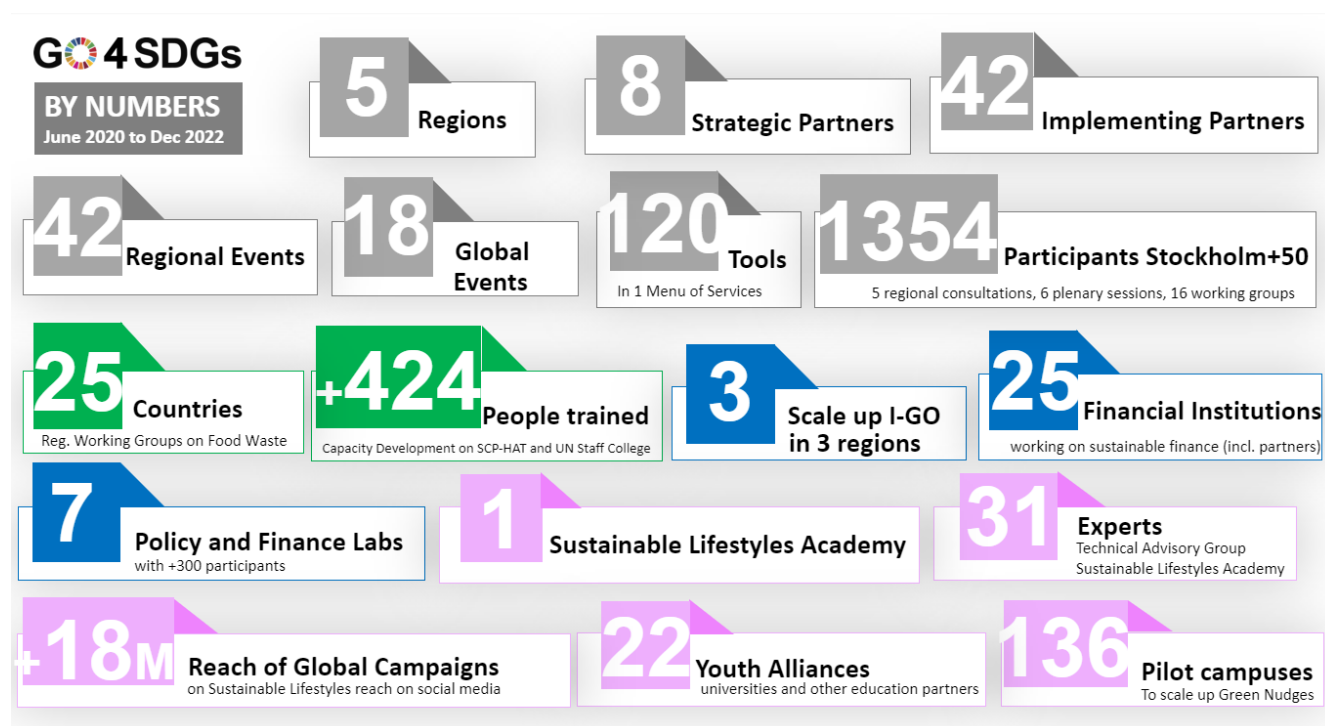 GO4SDGs
BY NUMBERS
June 2020 to Dec 2022
5
Regions
8
Strategic Partners
42
Implementing Partners
42
Regional Events
18
Global
Events
120
Tools
In 1 Menu of Services
1354
Participants Stockholm+50
5 regional consultations, 6 plenary sessions, 16 working groups
25
Countries
Reg. Working Groups on Food Waste
+424
People trained
Capacity Development on SCP-HAT and UN Staff College
3
Scale up I-GO
in 3 regions
25
Financial Institutions
working on sustainable finance (incl. partners)
7
Policy and Finance Labs
with +300 participants
1
Sustainable Lifestyles Academy
31
Experts
Technical Advisory Group
Sustainable Lifestyles Academy
+18M
Reach of Global Campaigns
on Sustainable Lifestyles reach on social media
22
Youth Alliances
universities and other education partners
136
Pilot campuses
To scale up Green Nudges